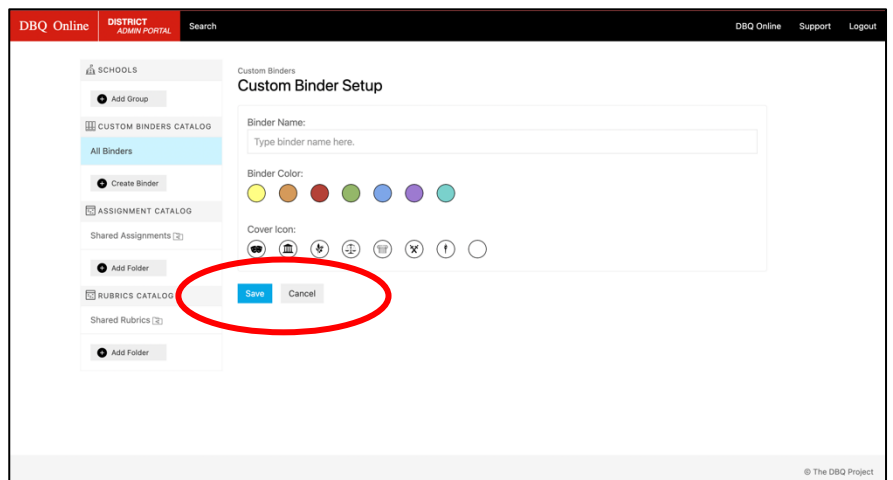 DBQ Online DISTRICT ADMIN PORTAL Search DBQ Online Support Logout
SCHOOLS
Add Group
CUSTOM BINDERS CATALOG
All Binders
Create Binder
ASSIGNMENT CATALOG
Shared Assignments
Add Folder
RUBRICS CATALOG
Shared Rubrics
Add Folder
Custom Binders
Custom Binder Setup
Binder Name:
Type binder name here.
Binder Color:
Cover Icon:
Save Cancel
© The DBQ Project